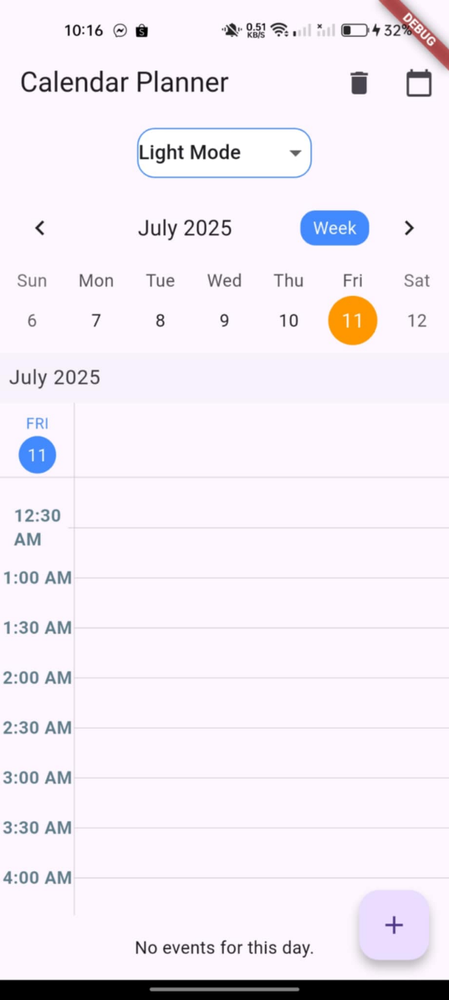 10:16
0.51
KB/S
32%
DEBUG
Calendar Planner
Light Mode
July 2025
Week
Sun Mon Tue Wed Thu Fri Sat
6 7 8 9 10 11 12
July 2025
FRI
11
12:30
AM
1:00 AM
1:30 AM
2:00 AM
2:30 AM
3:00 AM
3:30 AM
4:00 AM
+
No events for this day.